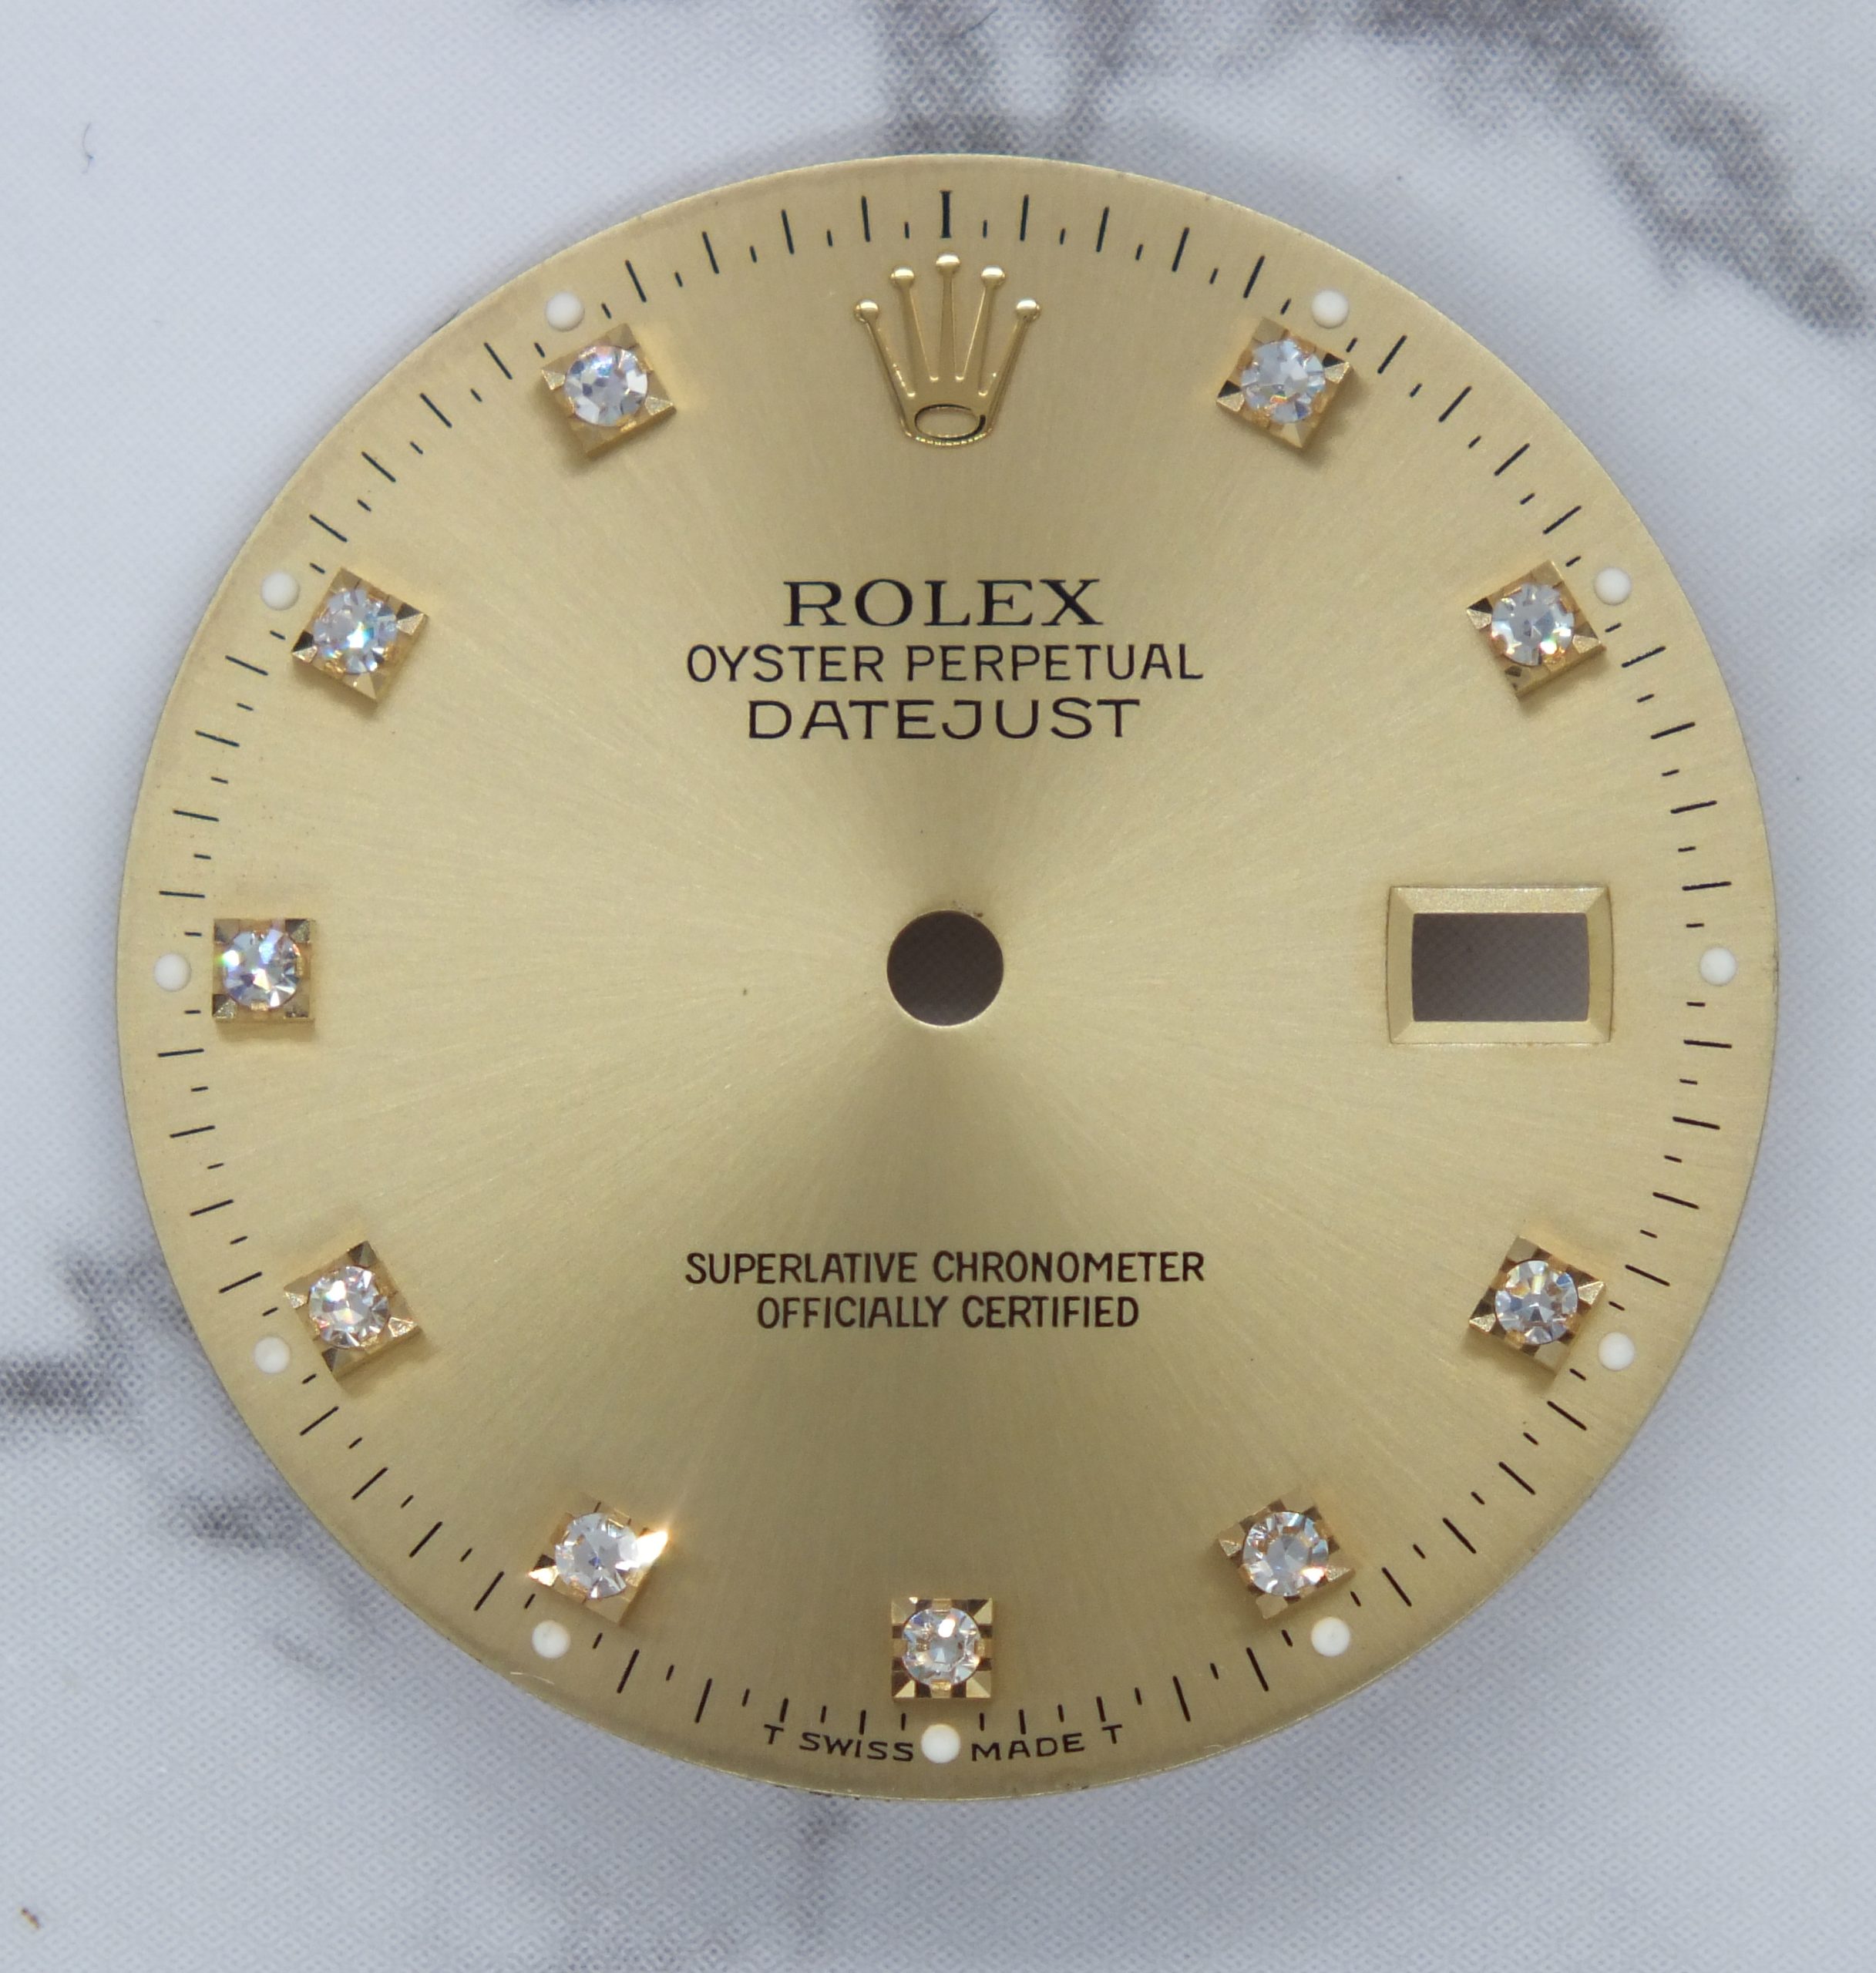 ROLEX
OYSTER PERPETUAL
DATEJUST
SUPERLATIVE CHRONOMETER
OFFICIALLY CERTIFIED
T SWISS MADE T